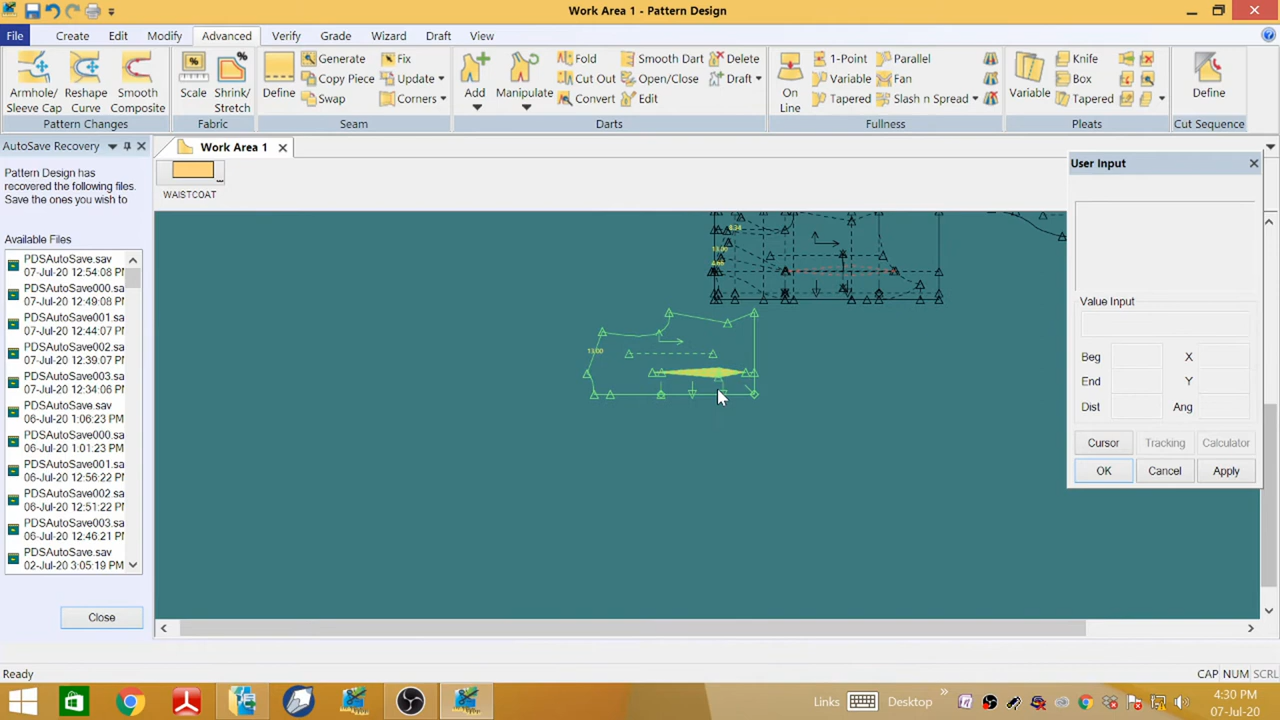 Work Area 1 - Pattern Design
File Create Edit Modify Advanced Verify Grade Wizard Draft View
Armhole/ Sleeve Cap
Reshape Curve
Smooth Composite
Pattern Changes
Scale
Shrink/ Stretch
Fabric
Define
Generate
Copy Piece
Swap
Fix
Update
Corners
Seam
Add
Manipulate
Fold
Cut Out
Convert
Smooth Dart
Open/Close
Edit
Delete
Draft
Darts
On Line
1-Point
Variable
Tapered
Parallel
Fan
Slash n Spread
Fullness
Variable
Knife
Box
Tapered
Pleats
Define
Cut Sequence
AutoSave Recovery
Work Area 1
Pattern Design has
recovered the following files.
Save the ones you wish to
WAISTCOAT
Available Files
PDSAutoSave.sav
07-Jul-20 12:54:08 PM
PDSAutoSave000.
07-Jul-20 12:49:08 PM
PDSAutoSave001.
07-Jul-20 12:44:07 PM
PDSAutoSave002.
07-Jul-20 12:39:07 PM
PDSAutoSave003.
07-Jul-20 12:34:06 PM
PDSAutoSave.sav
06-Jul-20 1:06:23 PM
PDSAutoSave000.
06-Jul-20 1:01:23 PM
PDSAutoSave001.
06-Jul-20 12:56:22 PM
PDSAutoSave002.
06-Jul-20 12:51:22 PM
PDSAutoSave003.
06-Jul-20 12:46:21 PM
PDSAutoSave.sav
02-Jul-20 3:05:19 PM
Close
13.00
User Input
Value Input
Beg X
End Y
Dist Ang
Cursor Tracking Calculator
OK Cancel Apply
Ready
CAP NUM SCRL
Links Desktop
4:30 PM
07-Jul-20